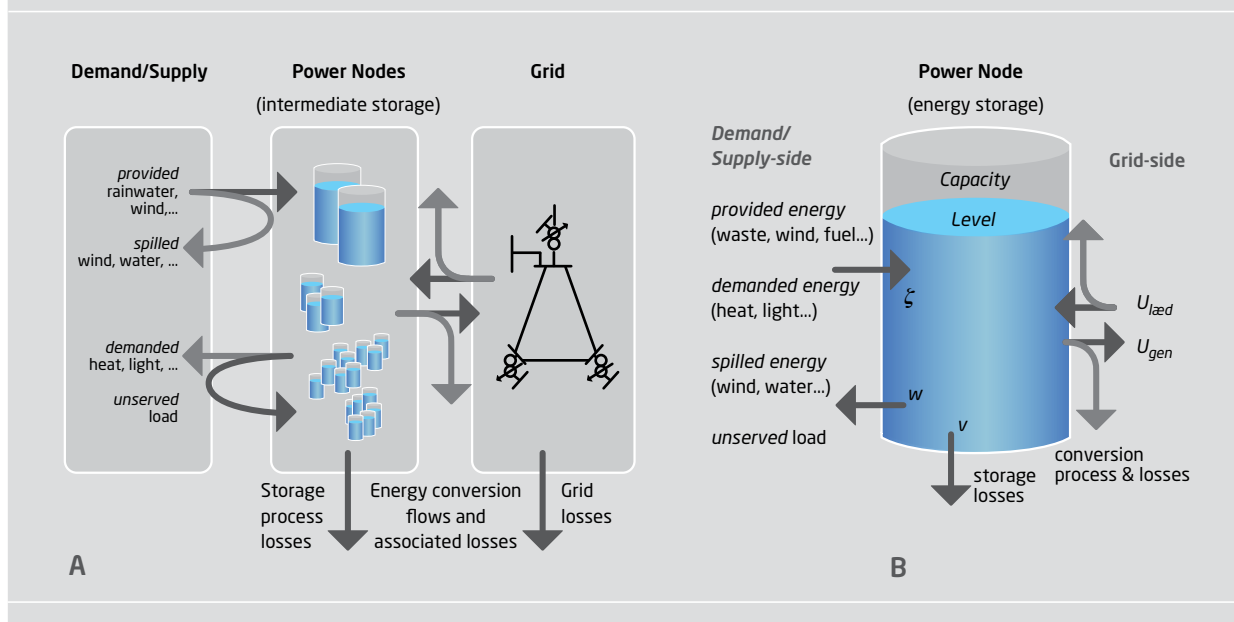 Demand/Supply
Power Nodes
(intermediate storage)
Grid
provided
rainwater,
wind,...
spilled
wind, water, ...
demanded
heat, light, ...
unserved
load
Storage
process
losses
Energy conversion
flows and
associated losses
Grid
losses
A
Power Node
(energy storage)
Demand/
Supply-side
Grid-side
Capacity
Level
provided energy
(waste, wind, fuel...)
demanded energy
(heat, light...)
ζ
spilled energy
(wind, water...)
unserved load
w
v
U læd
U gen
storage
losses
conversion
process & losses
B